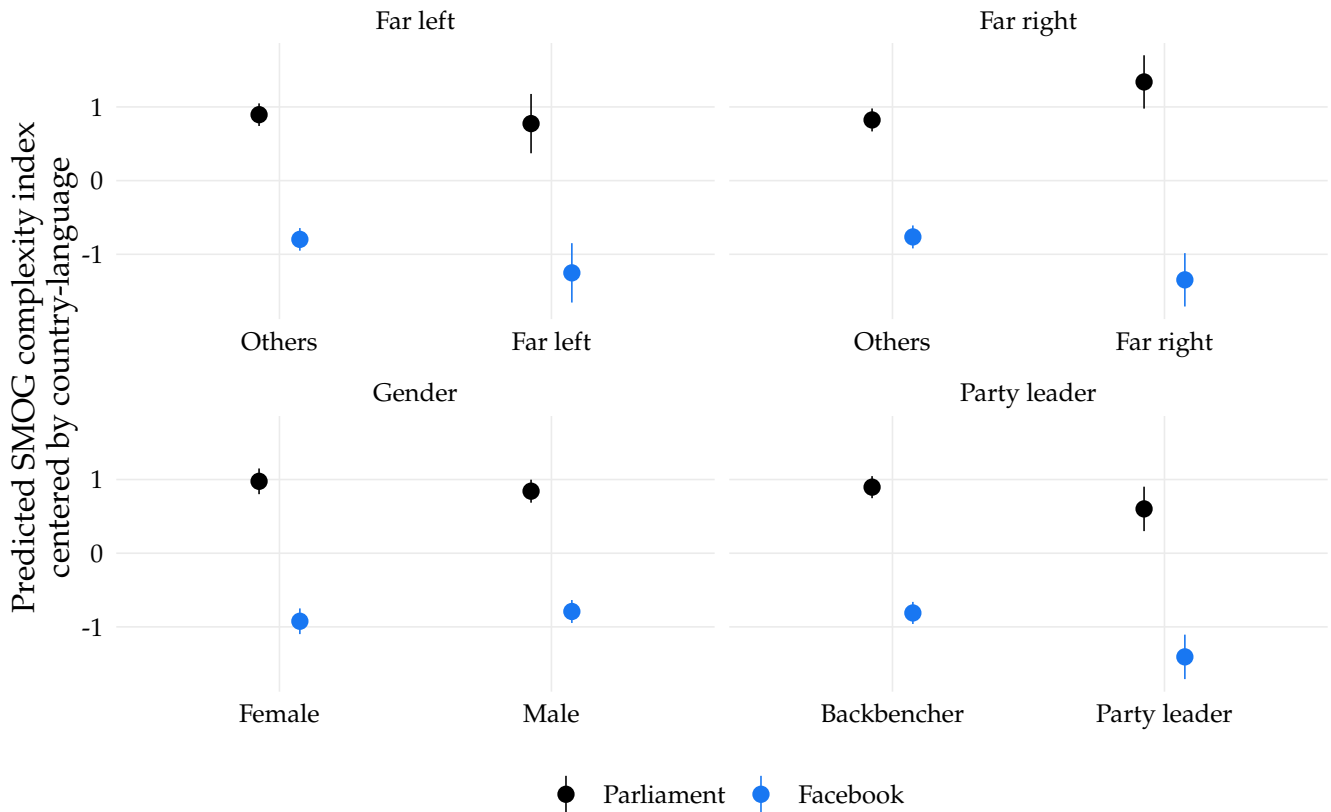 Predicted SMOG complexity index
centered by country-language
Far left
Far right
1
0
-1
Others
Far left
Others
Far right
Gender
Party leader
1
0
-1
Female
Male
Backbencher
Party leader
Parliament
Facebook